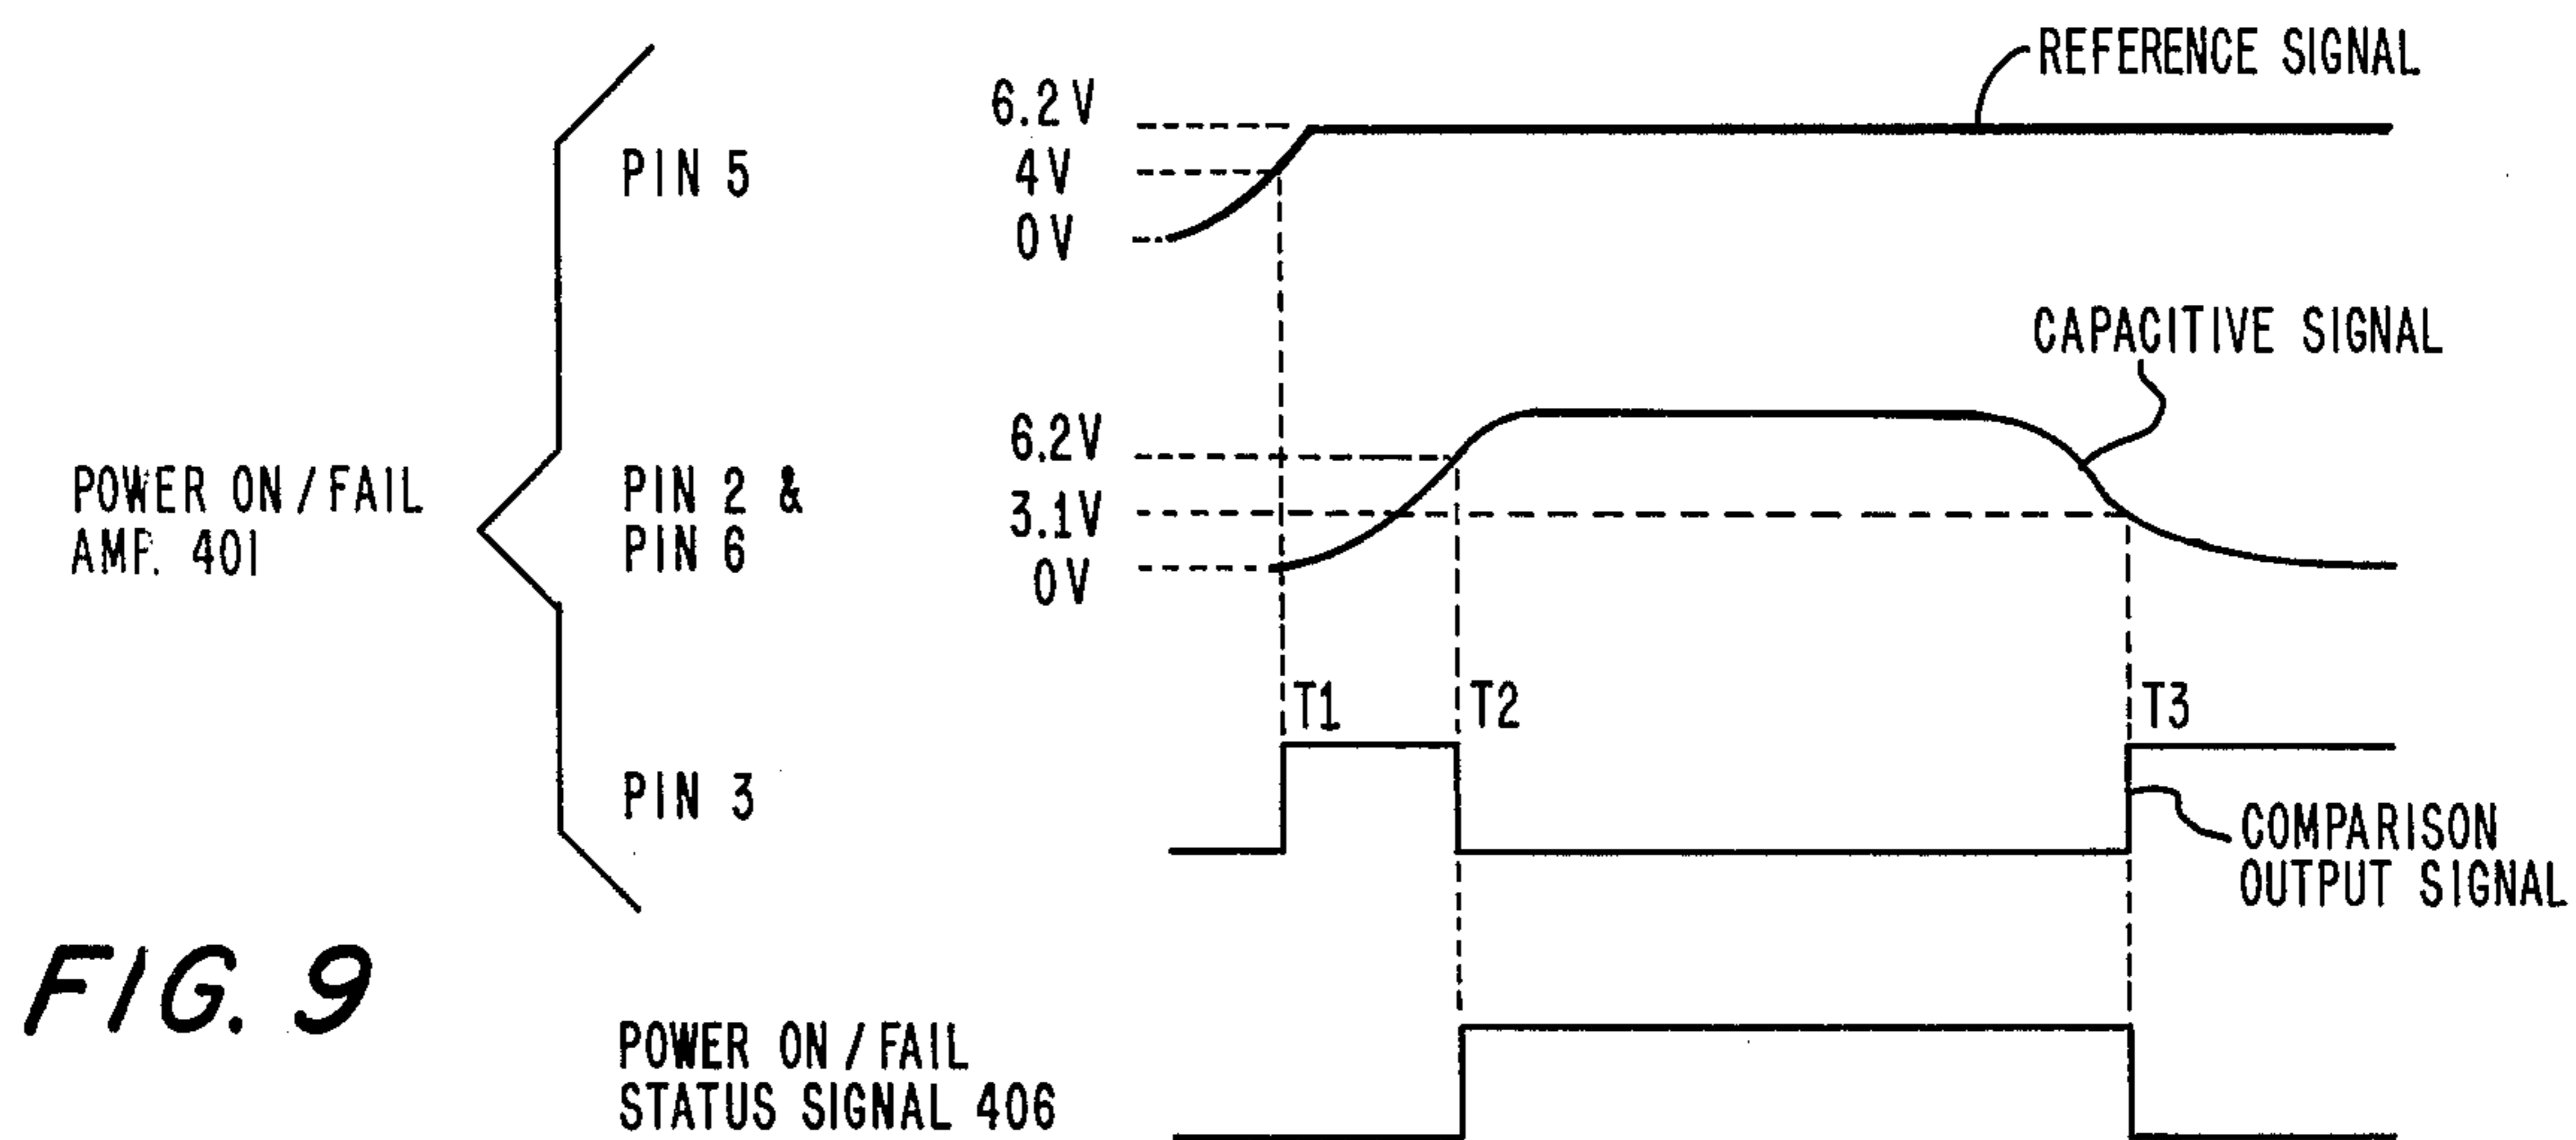 REFERENCE SIGNAL
6.2V
4V
0V
PIN 5
CAPACITIVE SIGNAL
6.2V
3.1V
0V
POWER ON / FAIL
AMP. 401
PIN 2 &
PIN 6
T1
T2
T3
PIN 3
COMPARISON
OUTPUT SIGNAL
FIG. 9
POWER ON / FAIL
STATUS SIGNAL 406